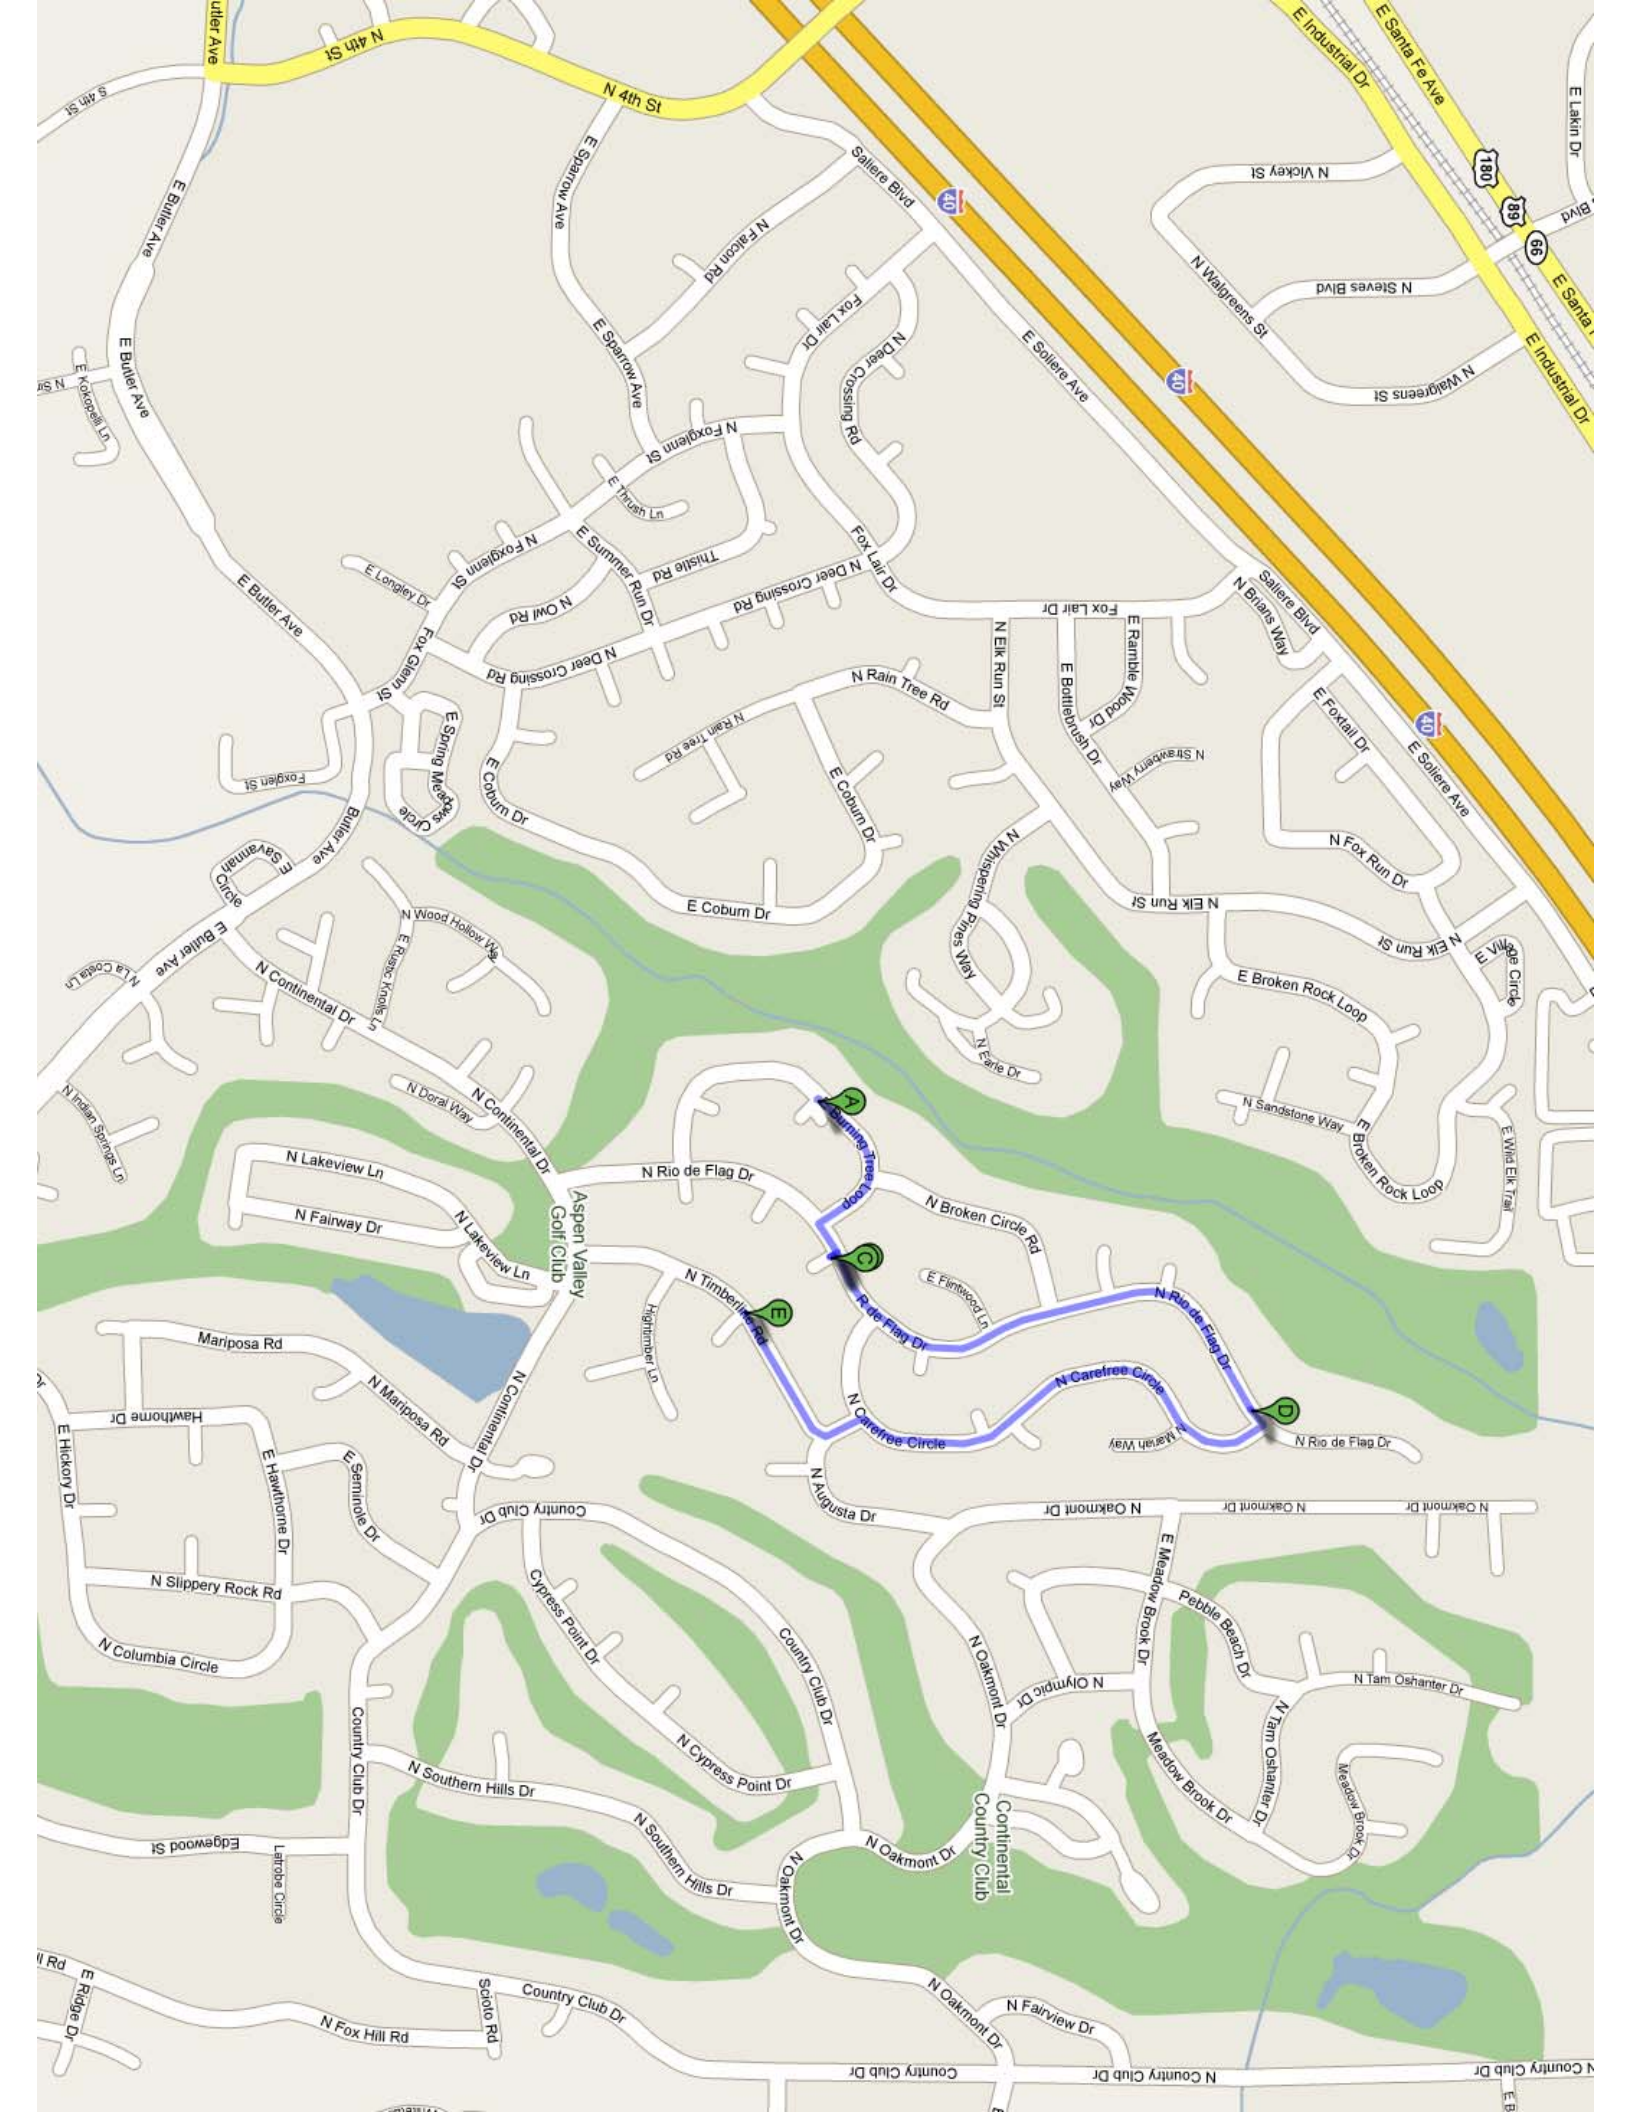 utler Ave
N 4th St
N 4th St
S 4th St
E Industrial Dr
E Santa Fe Ave
E Lakin Dr
180
89
66
Blvd
E Santa
N Vickey St
N Steves Blvd
N Walgreens St
N Walgreens St
E Industrial Dr
E Sparrow Ave
Saliere Blvd
40
E Butler Ave
N Falcon Rd
E Sparrow Ave
Fox Lair Dr
N Deer Crossing Rd
E Soliere Ave
40
E Butler Ave
E Kokopelli Ln
N Foxglenn St
E Thrush Ln
N Foxglenn St
E Summer Run Dr
Thistle Rd
Fox Lair Dr
N Deer Crossing Rd
E Longley Dr
N Owl Rd
E Butler Ave
Fox Glenn St
N Deer Crossing Rd
Fox Lair Dr
N Elk Run St
E Ramble Wood Dr
E Bottlebrush Dr
N Brians Way
Saliere Blvd
N Rain Tree Rd
N Rain Tree Rd
E Foxtail Dr
40
E Soliere Ave
N Strawberry Way
E Spring Meadows Circle
Foxglen St
E Coburn Dr
E Coburn Dr
Butler Ave
E Savannah Circle
N Whispering Pines Way
N Fox Run Dr
E Coburn Dr
N Elk Run St
N Elk Run St
E Village Circle
E Butler Ave
N La Costa Ln
N Wood Hollow Way
E Rustic Knolls Ln
N Continental Dr
E Broken Rock Loop
N Earle Dr
N Indian Springs Ln
N Doral Way
N Continental Dr
A
Burning Tree Loop
N Sandstone Way
E Broken Rock Loop
E Wild Elk Trail
N Lakeview Ln
N Rio de Flag Dr
N Broken Circle Rd
N Fairway Dr
N Lakeview Ln
Aspen Valley
Golf Club
C
N Timberline Rd
E
E Flintwood Ln
R de Flag Dr
N Rio de Flag Dr
Hightimber Ln
Mariposa Rd
N Mariposa Rd
N Continental Dr
N Carefree Circle
N Carefree Circle
D
N Mariah Way
N Rio de Flag Dr
Hawthorne Dr
E Hickory Dr
E Hawthorne Dr
E Seminole Dr
Country Club Dr
N Augusta Dr
N Oakmont Dr
N Oakmont Dr
N Oakmont Dr
N Slippery Rock Rd
Cypress Point Dr
E Meadow Brook Dr
Pebble Beach Dr
N Columbia Circle
Country Club Dr
N Oakmont Dr
N Olympic Dr
N Tam Oshanter Dr
N Tam Oshanter Dr
Country Club Dr
N Southern Hills Dr
N Cypress Point Dr
Meadow Brook Dr
Meadow Brook Dr
Continental
Country Club
Edgewood St
Latrobe Circle
N Southern Hills Dr
N Oakmont Dr
N Oakmont Dr
ll Rd
E Ridge Dr
N Fox Hill Rd
Scioto Rd
Country Club Dr
N Oakmont Dr
N Fairview Dr
Country Club Dr
N Country Club Dr
N Country Club Dr